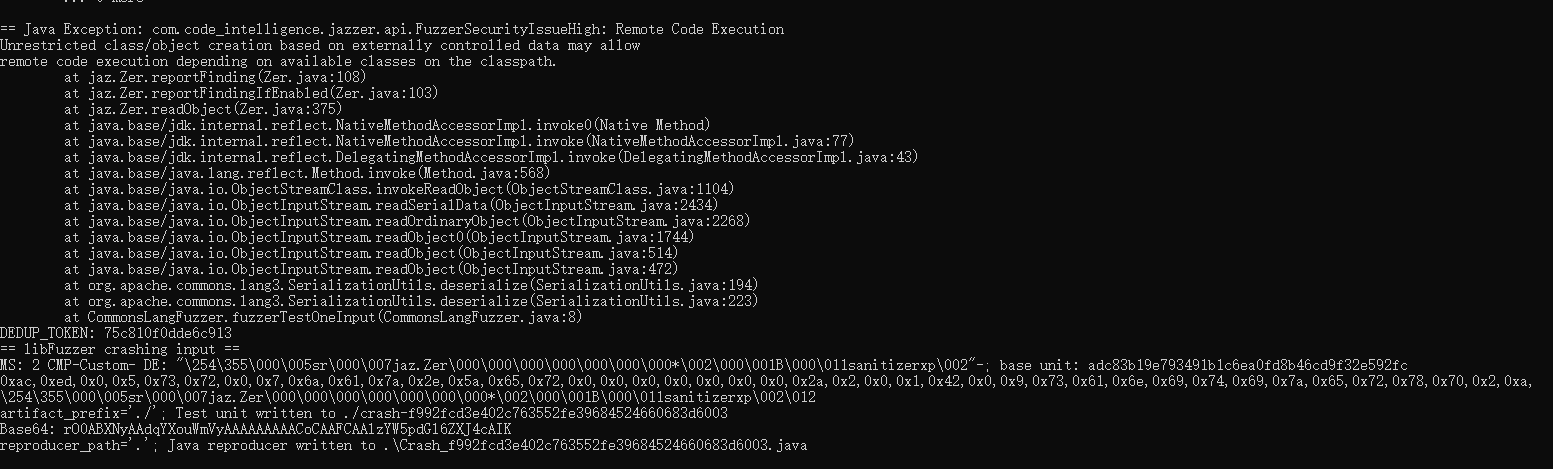 == Java Exception: com.code_intelligence.jazzer.api.FuzzerSecurityIssueHigh: Remote Code Execution
Unrestricted class/object creation based on externally controlled data may allow
remote code execution depending on available classes on the classpath.
at jaz.Zer.reportFinding(Zer.java:108)
at jaz.Zer.reportFindingIfEnabled(Zer.java:103)
at jaz.Zer.readObject(Zer.java:375)
at java.base/jdk.internal.reflect.NativeMethodAccessorImpl.invoke0(Native Method)
at java.base/jdk.internal.reflect.NativeMethodAccessorImpl.invoke(NativeMethodAccessorImpl.java:77)
at java.base/jdk.internal.reflect.DelegatingMethodAccessorImpl.invoke(DelegatingMethodAccessorImpl.java:43)
at java.base/java.lang.reflect.Method.invoke(Method.java:568)
at java.base/java.io.ObjectStreamClass.invokeReadObject(ObjectStreamClass.java:1104)
at java.base/java.io.ObjectInputStream.readSerialData(ObjectInputStream.java:2434)
at java.base/java.io.ObjectInputStream.readOrdinaryObject(ObjectInputStream.java:2268)
at java.base/java.io.ObjectInputStream.readObject0(ObjectInputStream.java:1744)
at java.base/java.io.ObjectInputStream.readObject(ObjectInputStream.java:514)
at java.base/java.io.ObjectInputStream.readObject(ObjectInputStream.java:472)
at org.apache.commons.lang3.SerializationUtils.deserialize(SerializationUtils.java:194)
at org.apache.commons.lang3.SerializationUtils.deserialize(SerializationUtils.java:223)
at CommonsLangFuzzer.fuzzerTestOneInput(CommonsLangFuzzer.java:8)
DEDUP_TOKEN: 75c810f0dde6c913
== libFuzzer crashing input ==
MS: 2 CMP-Custom- DE: "\254\355\000\005sr\000\007jaz.Zer\000\000\000\000\000\000\000*\002\000\001B\000\011sanitizerxp\002"-; base unit: adc83b19e793491b1c6ea0fd8b46cd9f32e592fc
0xac,0xed,0x0,0x5,0x73,0x72,0x0,0x7,0x6a,0x61,0x7a,0x2e,0x5a,0x65,0x72,0x0,0x0,0x0,0x0,0x0,0x0,0x0,0x2a,0x2,0x0,0x1,0x42,0x0,0x9,0x73,0x61,0x6e,0x69,0x74,0x69,0x7a,0x65,0x72,0x78,0x70,0x2,0xa,
\254\355\000\005sr\000\007jaz.Zer\000\000\000\000\000\000\000*\002\000\001B\000\011sanitizerxp\002\012
artifact_prefix='./'; Test unit written to ./crash-f992fcd3e402c763552fe39684524660683d6003
Base64: rO0ABXNyAAdqYXouWmVyAAAAAAAAACoCAAFCAAlzYW5pdGl6ZXJ4cAIK
reproducer_path='.'; Java reproducer written to .\Crash_f992fcd3e402c763552fe39684524660683d6003.java